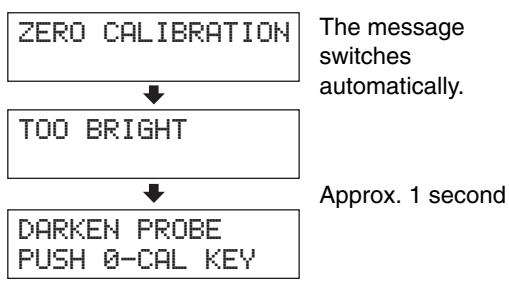 ZERO CALIBRATION
The message
switches
automatically.
TOO BRIGHT
Approx. 1 second
DARKEN PROBE
PUSH 0-CAL KEY